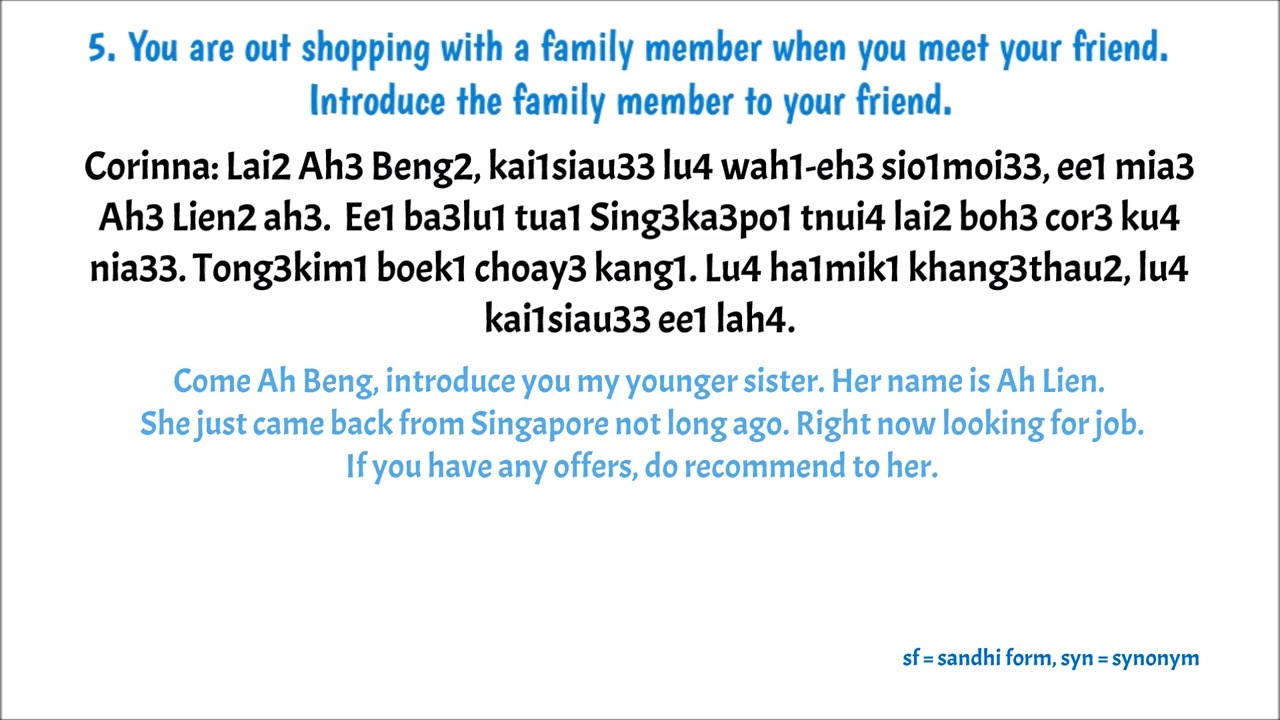 5. You are out shopping with a family member when you meet your friend.
Introduce the family member to your friend.
Corinna: Lai2 Ah3 Beng2, kai1siau33 lu4 wah1-eh3 sio1moi33, ee1 mia3
Ah3 Lien2 ah3. Ee1 ba3lu1 tua1 Sing3ka3po1 tnui4 lai2 boh3 cor3 ku4
nia33. Tong3kim1 boek1 choay3 kang1. Lu4 ha1mik1 khang3thau2, lu4
kai1siau33 ee1 lah4.
Come Ah Beng, introduce you my younger sister. Her name is Ah Lien.
She just came back from Singapore not long ago. Right now looking for job.
If you have any offers, do recommend to her.
sf = sandhi form, syn = synonym